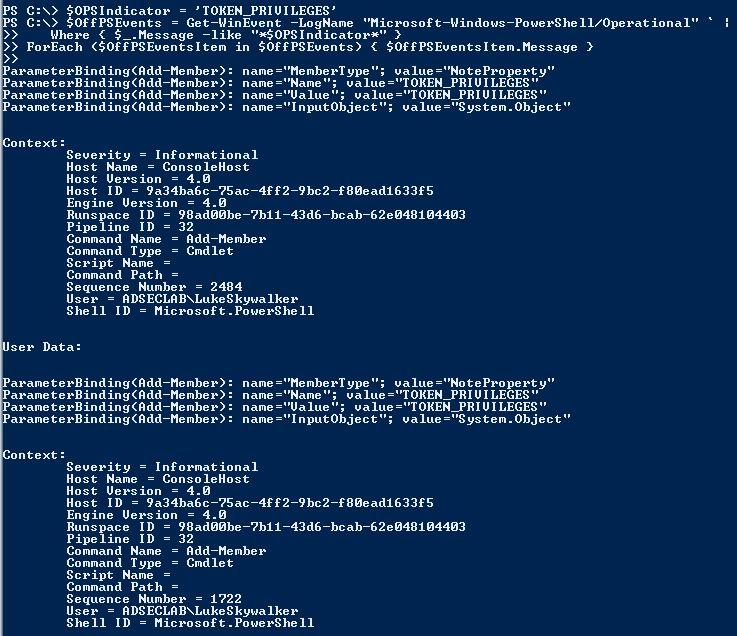 PS C:\> $OPSIndicator = 'TOKEN_PRIVILEGES'
PS C:\> $OffPSEvents = Get-WinEvent -LogName "Microsoft-Windows-PowerShell/Operational" ` |
>>   Where { $_.Message -like "*$OPSIndicator*" }
>> ForEach ($OffPSEventsItem in $OffPSEvents) { $OffPSEventsItem.Message }
>>
ParameterBinding(Add-Member): name="MemberType"; value="NoteProperty"
ParameterBinding(Add-Member): name="Name"; value="TOKEN_PRIVILEGES"
ParameterBinding(Add-Member): name="Value"; value="TOKEN_PRIVILEGES"
ParameterBinding(Add-Member): name="InputObject"; value="System.Object"
Context:
Severity = Informational
Host Name = ConsoleHost
Host Version = 4.0
Host ID = 9a34ba6c-75ac-4ff2-9bc2-f80ead1633f5
Engine Version = 4.0
Runspace ID = 98ad00be-7b11-43d6-bcab-62e048104403
Pipeline ID = 32
Command Name = Add-Member
Command Type = Cmdlet
Script Name =
Command Path =
Sequence Number = 2484
User = ADSECLAB\LukeSkywalker
Shell ID = Microsoft.PowerShell
User Data:
ParameterBinding(Add-Member): name="MemberType"; value="NoteProperty"
ParameterBinding(Add-Member): name="Name"; value="TOKEN_PRIVILEGES"
ParameterBinding(Add-Member): name="Value"; value="TOKEN_PRIVILEGES"
ParameterBinding(Add-Member): name="InputObject"; value="System.Object"
Context:
Severity = Informational
Host Name = ConsoleHost
Host Version = 4.0
Host ID = 9a34ba6c-75ac-4ff2-9bc2-f80ead1633f5
Engine Version = 4.0
Runspace ID = 98ad00be-7b11-43d6-bcab-62e048104403
Pipeline ID = 32
Command Name = Add-Member
Command Type = Cmdlet
Script Name =
Command Path =
Sequence Number = 1722
User = ADSECLAB\LukeSkywalker
Shell ID = Microsoft.PowerShell